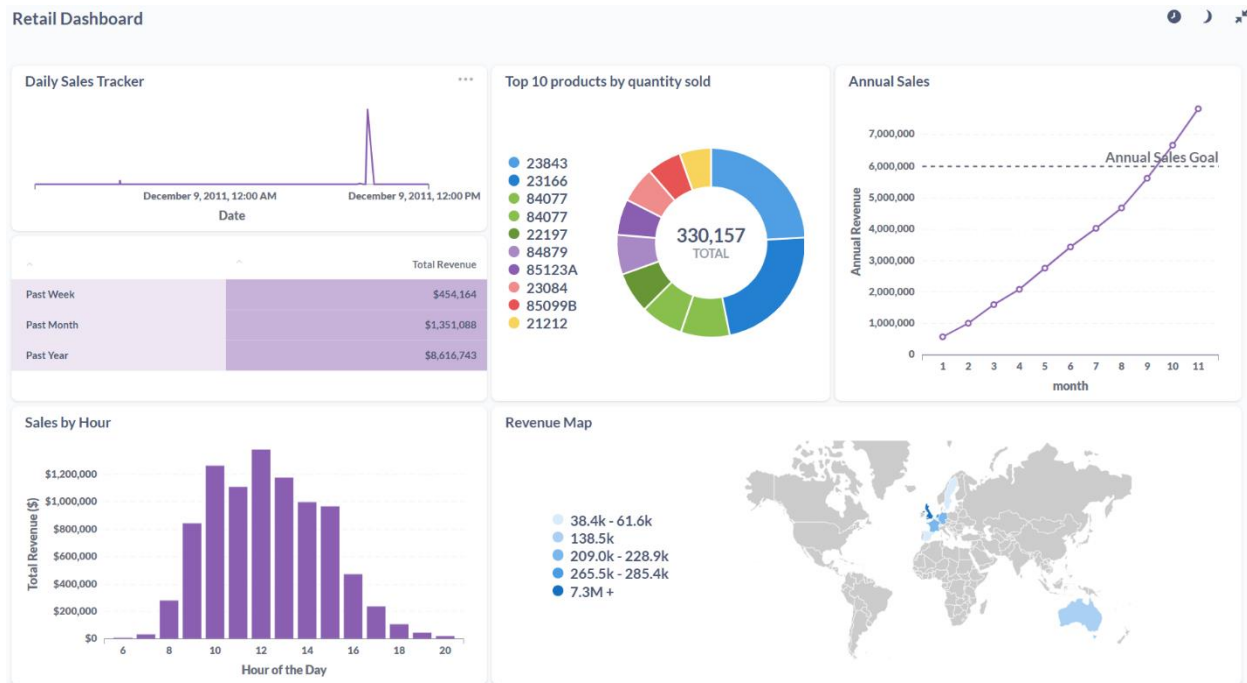 Retail Dashboard
Daily Sales Tracker
December 9, 2011, 12:00 AM
December 9, 2011, 12:00 PM
Date
Total Revenue
Past Week $454,164
Past Month $1,351,088
Past Year $8,616,743
Top 10 products by quantity sold
23843
23166
84077
84077
22197
84879
85123A
23084
85099B
21212
330,157
TOTAL
Annual Sales
7,000,000
6,000,000
5,000,000
4,000,000
3,000,000
2,000,000
1,000,000
0
Annual Revenue
Annual Sales Goal
1 2 3 4 5 6 7 8 9 10 11
month
Sales by Hour
$1,200,000
$1,000,000
$800,000
$600,000
$400,000
$200,000
$0
Total Revenue ($)
6 8 10 12 14 16 18 20
Hour of the Day
Revenue Map
38.4k - 61.6k
138.5k
209.0k - 228.9k
265.5k - 285.4k
7.3M +